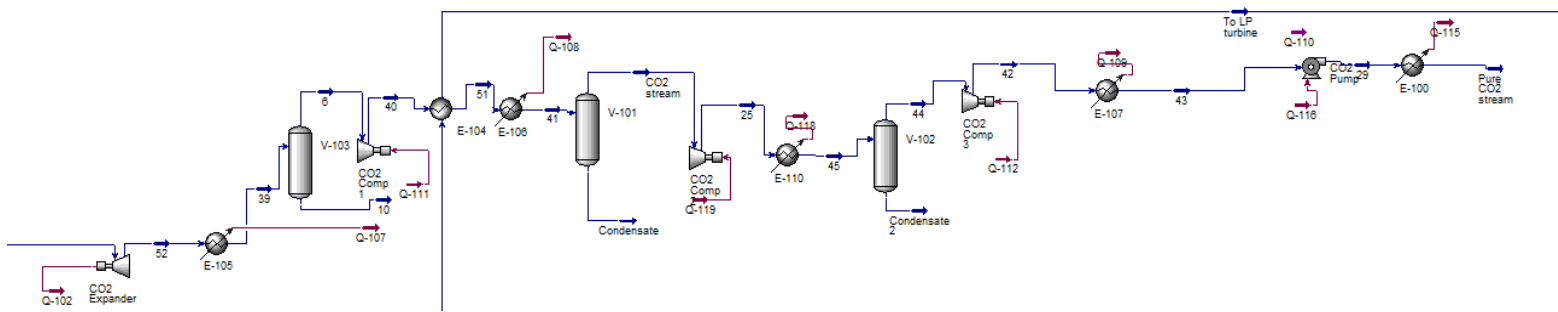 To LP
turbine
Q-108
Q-110
Q-115
6
40
51
CO2
stream
42
Q-109
CO2
Pump
29
E-100
Pure
CO2
stream
V-103
E-104
E-106
41
V-101
25
Q-118
44
V-102
CO2
Comp
3
E-107
43
Q-116
39
CO2
Comp
1
Q-111
10
CO2
Comp
Q-119
E-110
45
Q-112
Condensate
Condensate
2
52
E-105
Q-107
Q-102
CO2
Expander